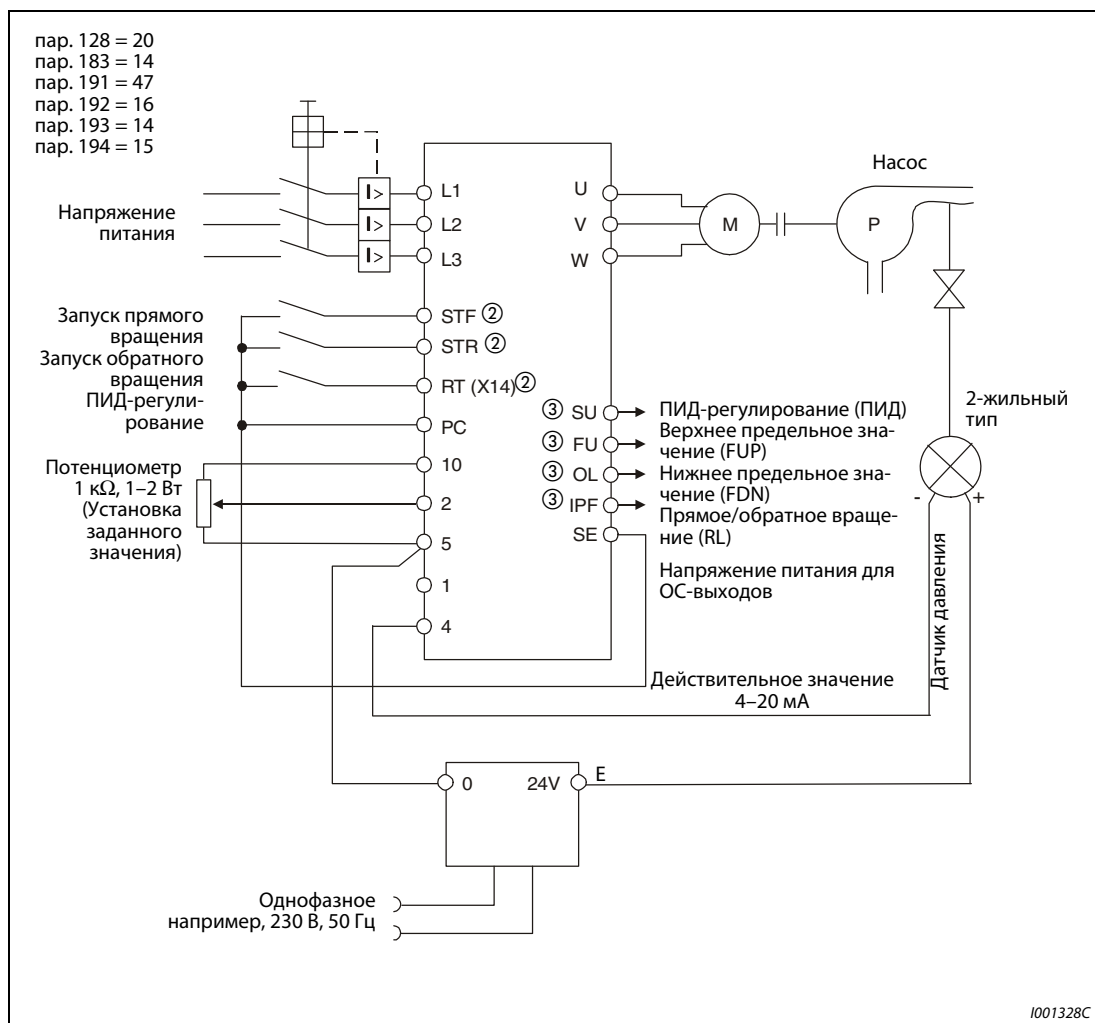 пар. 128 = 20
пар. 183 = 14
пар. 191 = 47
пар. 192 = 16
пар. 193 = 14
пар. 194 = 15
Напряжение
питания
I>
I>
I>
L1
L2
L3
U
V
W
M
Насос
P
Запуск прямого
вращения
Запуск обратного
вращения
ПИД-регули-
рование
STF ②
STR ②
RT (X14)②
PC
10
2
5
1
4
Потенциометр
1 кΩ, 1–2 Вт
(Установка
заданного
значения)
③ SU
③ FU
③ OL
③ IPF
SE
ПИД-регулирование (ПИД)
Верхнее предельное зна-
чение (FUP)
Нижнее предельное зна-
чение (FDN)
Прямое/обратное враще-
ние (RL)
Напряжение питания для
ОС-выходов
2-жильный
тип
- +
Датчик давления
Действительное значение
4–20 мА
0
24V
E
Однофазное
например, 230 В, 50 Гц
I001328C